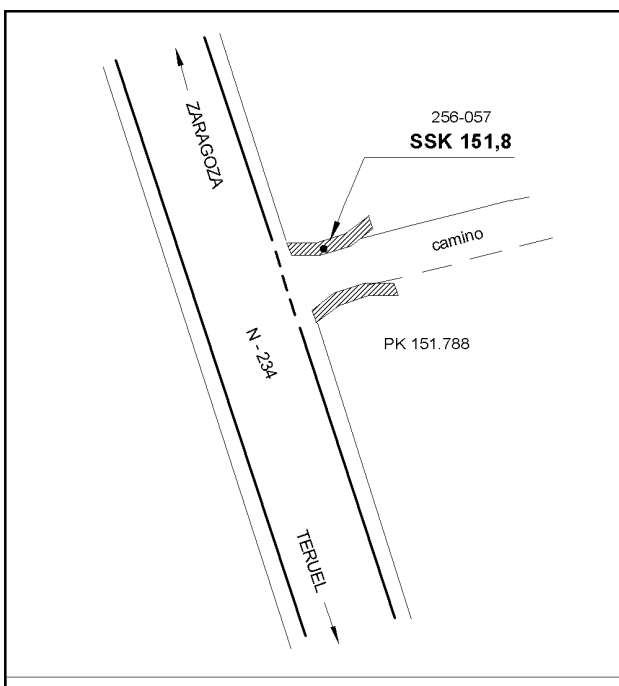 ZARAGOZA
256-057
SSK 151,8
camino
PK 151.788
N - 234
TERUEL